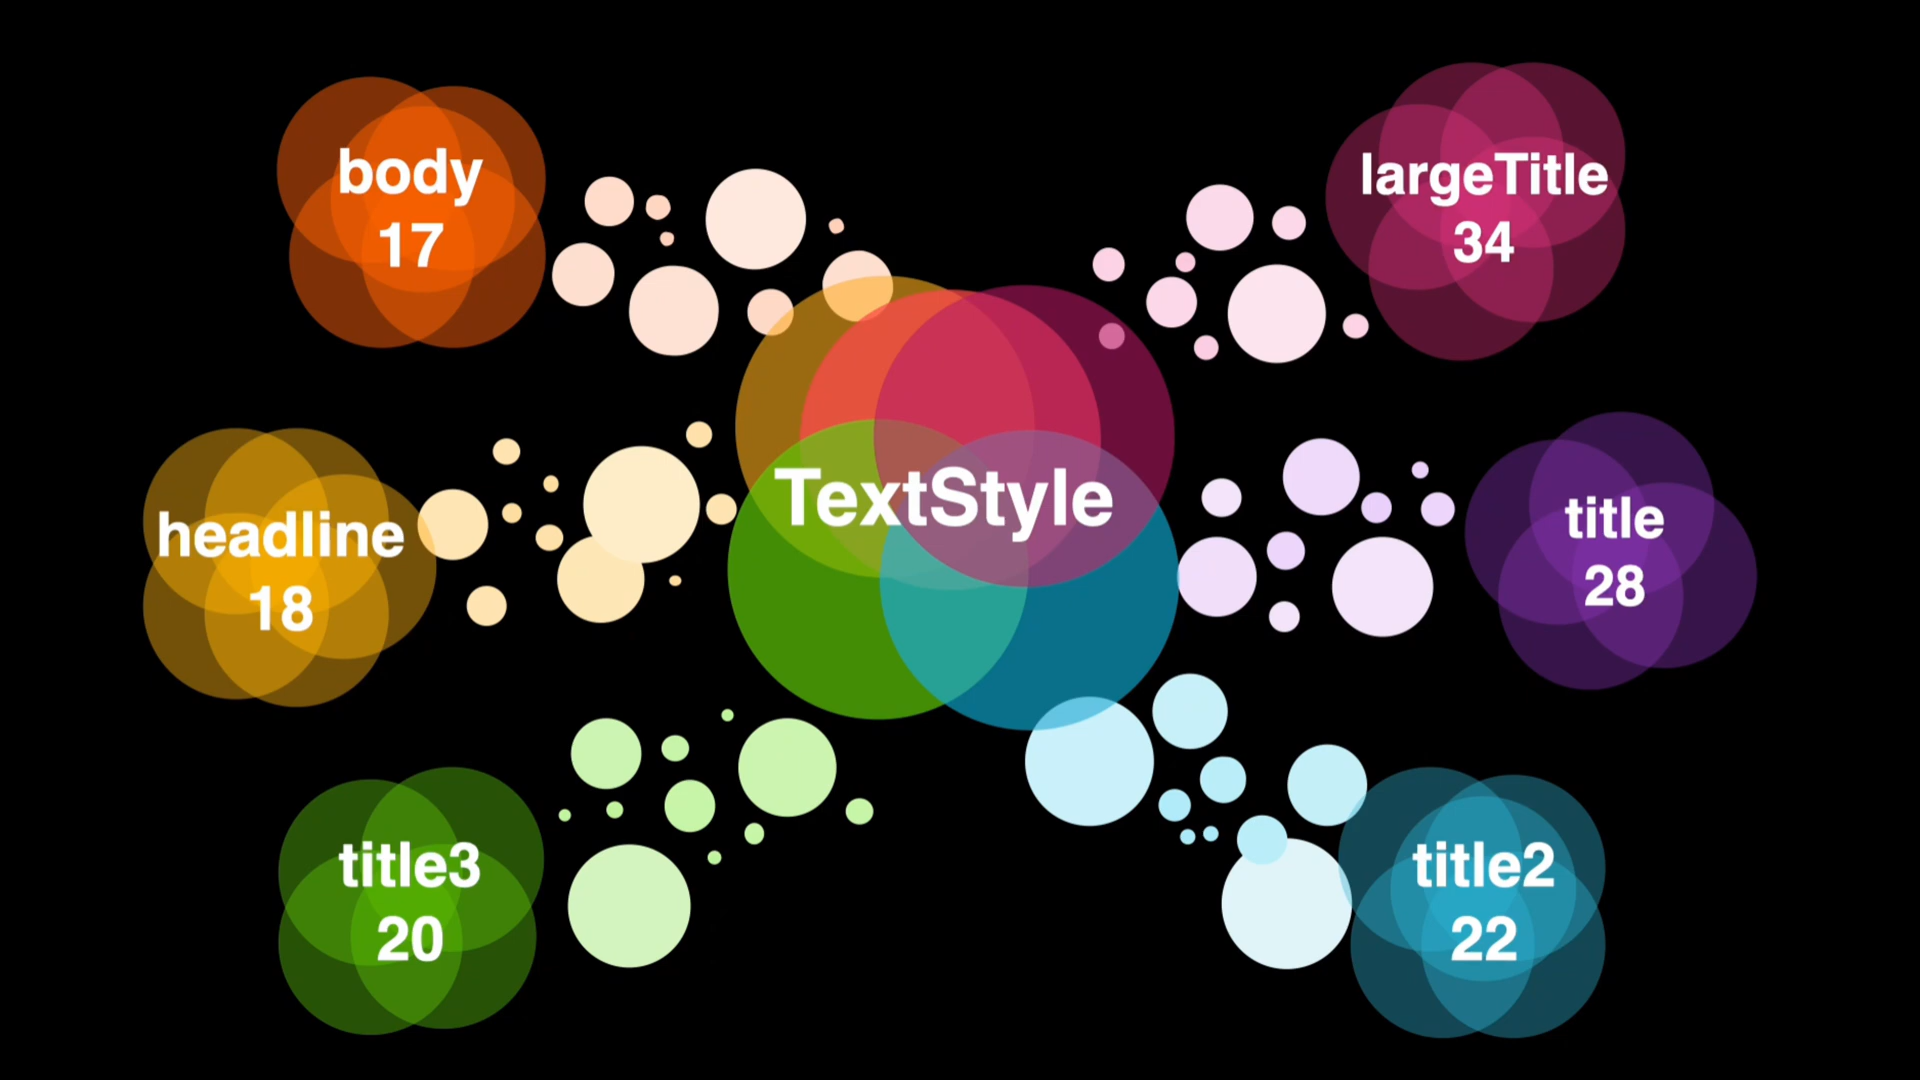 body
17
largeTitle
34
headline
18
TextStyle
title
28
title3
20
title2
22